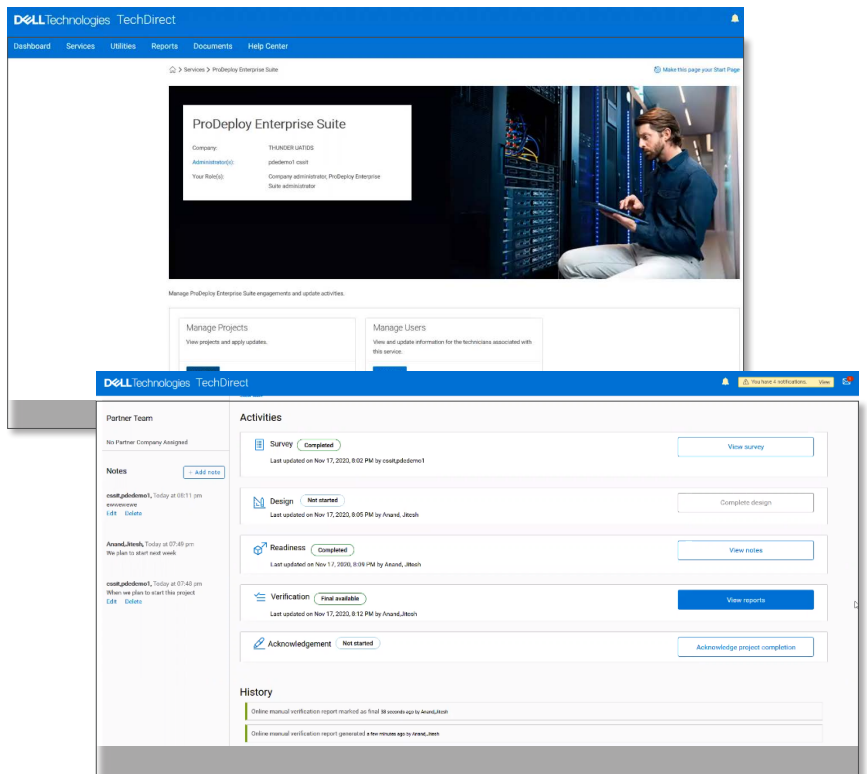 DELLTechnologies TechDirect
Dashboard Services Utilities Reports Documents Help Center
> Services > ProDeploy Enterprise Suite
Make this page your Start Page
ProDeploy Enterprise Suite
Company: THUNDER UATIDS
Administrator(s): pdedemo1 cssit
Your Role(s): Company administrator, ProDeploy Enterprise
Suite administrator
Manage ProDeploy Enterprise Suite engagements and update activities.
Manage Projects
View projects and apply updates.
Manage Users
View and update information for the technicians associated with
this service.
DELLTechnologies TechDirect
You have 4 notifications. View
Partner Team
No Partner Company Assigned
Notes
+ Add note
cssit,pdedemo1, Today at 08:11 pm
ewwewewe
Edit Delete
Anand,Jitesh, Today at 07:49 pm
We plan to start next week
cssit,pdedemo1, Today at 07:48 pm
When we plan to start this project
Edit Delete
Activities
Survey Completed
Last updated on Nov 17, 2020, 8:02 PM by cssit,pdedemo1
View survey
Design Not started
Last updated on Nov 17, 2020, 8:05 PM by Anand, Jitesh
Complete design
Readiness Completed
Last updated on Nov 17, 2020, 8:09 PM by Anand, Jitesh
View notes
Verification Final available
Last updated on Nov 17, 2020, 8:12 PM by Anand,Jitesh
View reports
Acknowledgement Not started
Acknowledge project completion
History
Online manual verification report marked as final 38 seconds ago by Anand,Jitesh
Online manual verification report generated a few minutes ago by Anand,Jitesh